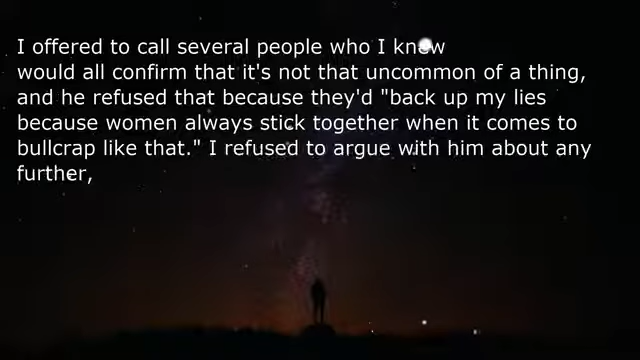 I offered to call several people who I knew
would all confirm that it's not that uncommon of a thing,
and he refused that because they'd "back up my lies
because women always stick together when it comes to
bullcrap like that." I refused to argue with him about any
further,